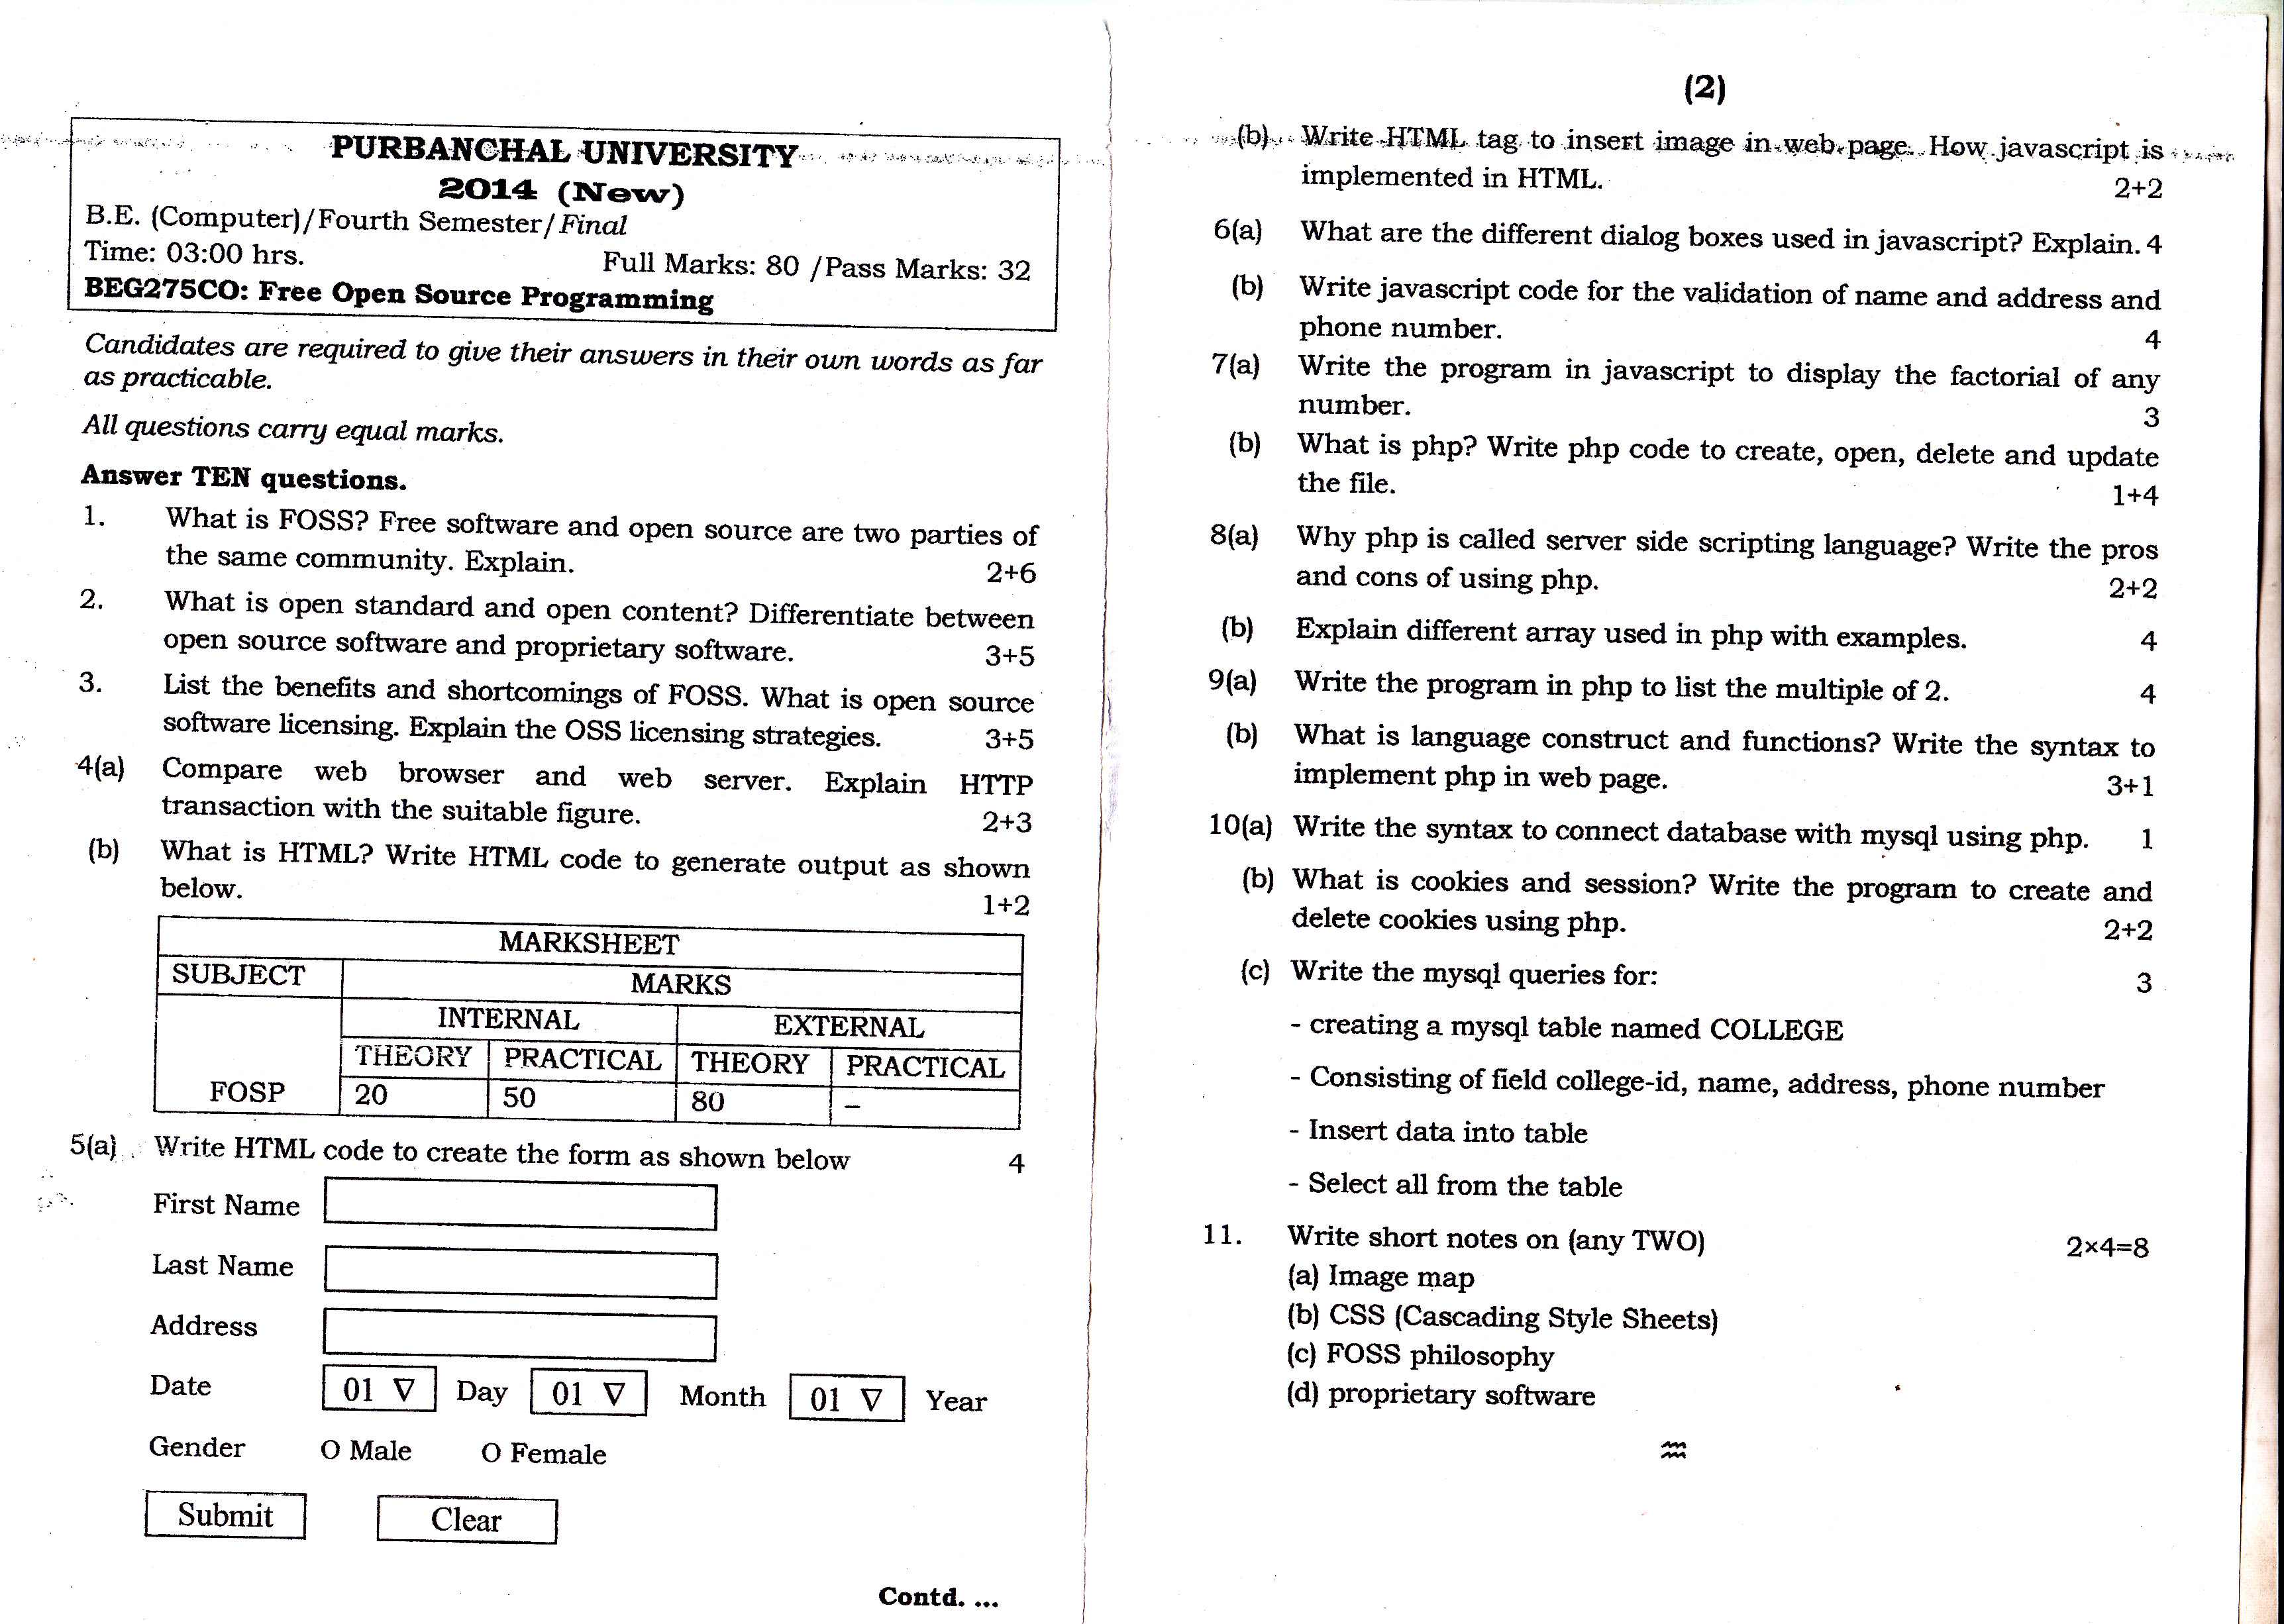 PURBANCHAL UNIVERSITY
2014 (New)
B.E. (Computer)/Fourth Semester/Final
Time: 03:00 hrs. Full Marks: 80 /Pass Marks: 32
BEG275CO: Free Open Source Programming
Candidates are required to give their answers in their own words as far
as practicable.
All questions carry equal marks.
Answer TEN questions.
1. What is FOSS? Free software and open source are two parties of
the same community. Explain. 2+6
2. What is open standard and open content? Differentiate between
open source software and proprietary software. 3+5
3. List the benefits and shortcomings of FOSS. What is open source
software licensing. Explain the OSS licensing strategies. 3+5
4(a) Compare web browser and web server. Explain HTTP
transaction with the suitable figure. 2+3
(b) What is HTML? Write HTML code to generate output as shown
below. 1+2
MARKSHEET
SUBJECT MARKS
INTERNAL EXTERNAL
THEORY PRACTICAL THEORY PRACTICAL
FOSP 20 50 80 –
5(a) Write HTML code to create the form as shown below 4
First Name
Last Name
Address
Date 01 ∇ Day 01 ∇ Month 01 ∇ Year
Gender O Male O Female
Submit Clear
Contd. ...
(2)
(b) Write HTML tag to insert image in web page. How javascript is
implemented in HTML. 2+2
6(a) What are the different dialog boxes used in javascript? Explain. 4
(b) Write javascript code for the validation of name and address and
phone number. 4
7(a) Write the program in javascript to display the factorial of any
number. 3
(b) What is php? Write php code to create, open, delete and update
the file. 1+4
8(a) Why php is called server side scripting language? Write the pros
and cons of using php. 2+2
(b) Explain different array used in php with examples. 4
9(a) Write the program in php to list the multiple of 2. 4
(b) What is language construct and functions? Write the syntax to
implement php in web page. 3+1
10(a) Write the syntax to connect database with mysql using php. 1
(b) What is cookies and session? Write the program to create and
delete cookies using php. 2+2
(c) Write the mysql queries for: 3
- creating a mysql table named COLLEGE
- Consisting of field college-id, name, address, phone number
- Insert data into table
- Select all from the table
11. Write short notes on (any TWO) 2×4=8
(a) Image map
(b) CSS (Cascading Style Sheets)
(c) FOSS philosophy
(d) proprietary software